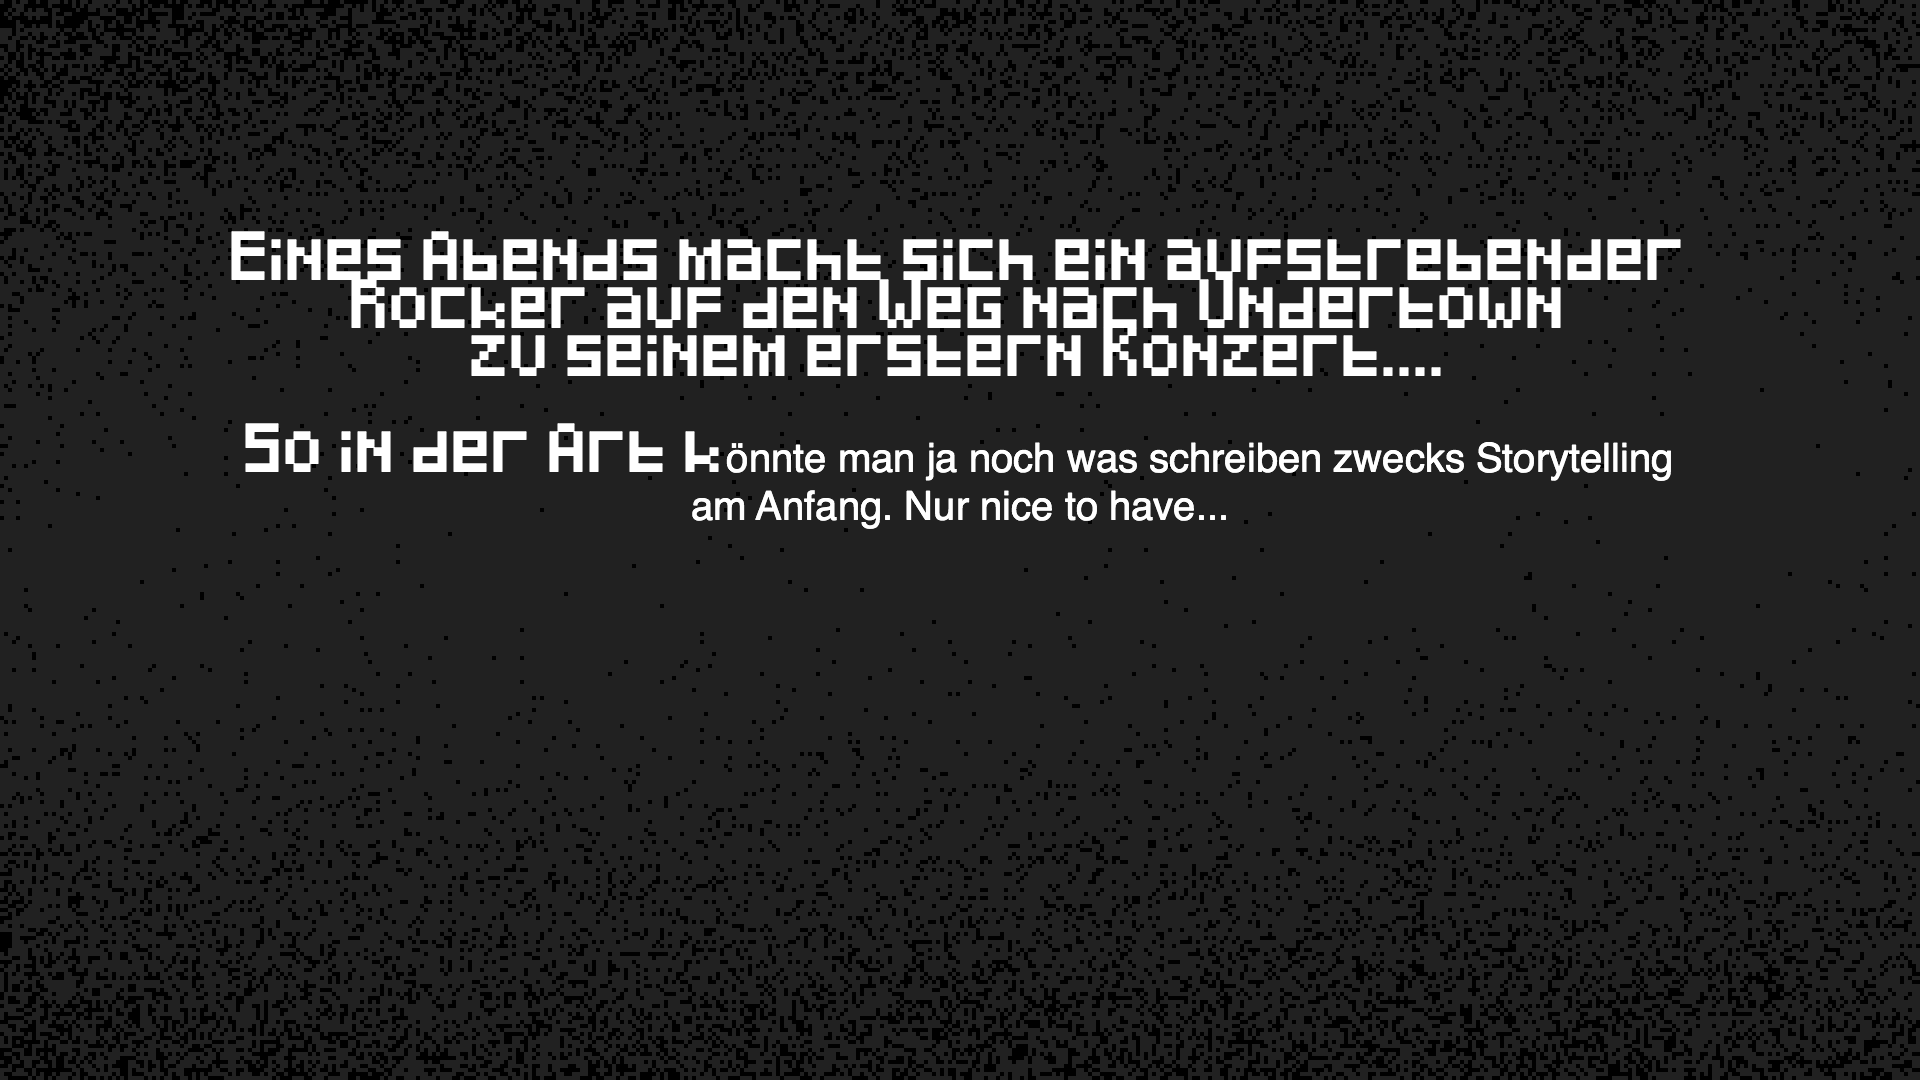 Eines Abends macht sich ein aufstrebender
Rocker auf den Weg nach Undertown
zu seinem erstern Konzert....
So in der Art könnte man ja noch was schreiben zwecks Storytelling
am Anfang. Nur nice to have...